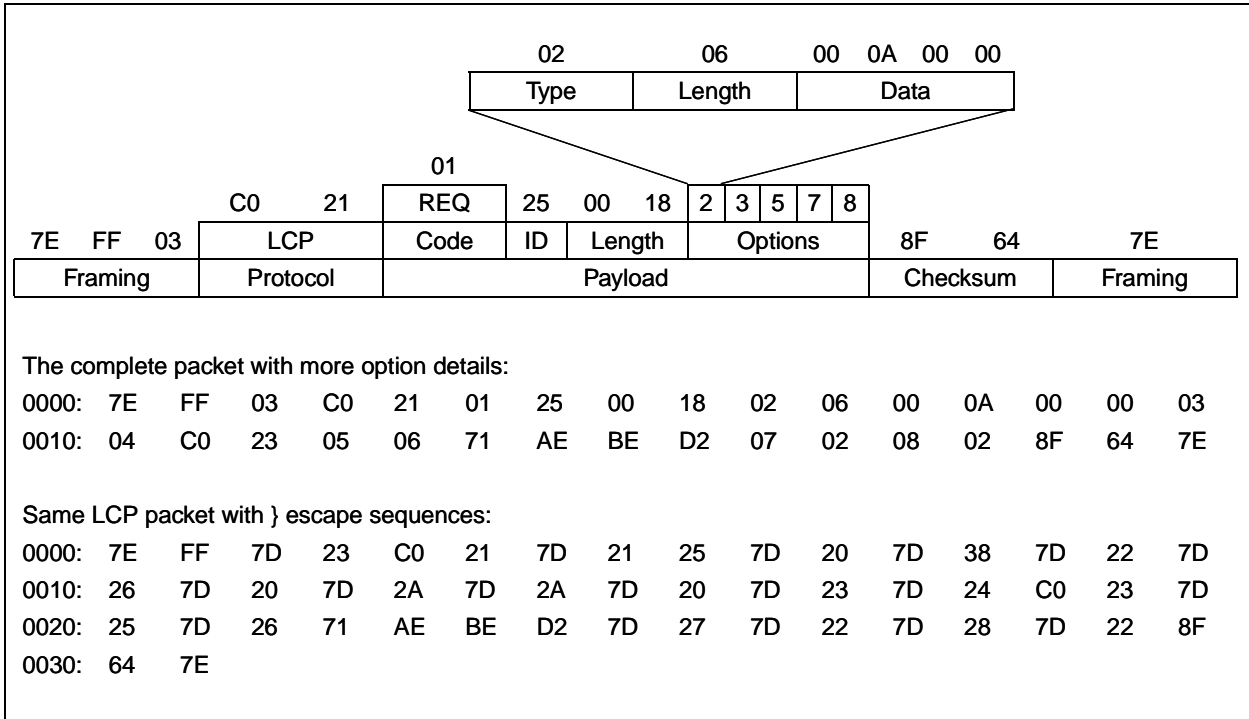 02 06 00 0A 00 00
Type Length Data
01
C0 21 REQ 25 00 18 2 3 5 7 8
7E FF 03 LCP Code ID Length Options 8F 64 7E
Framing Protocol Payload Checksum Framing
The complete packet with more option details:
0000: 7E FF 03 C0 21 01 25 00 18 02 06 00 0A 00 00 03
0010: 04 C0 23 05 06 71 AE BE D2 07 02 08 02 8F 64 7E
Same LCP packet with } escape sequences:
0000: 7E FF 7D 23 C0 21 7D 21 25 7D 20 7D 38 7D 22 7D
0010: 26 7D 20 7D 2A 7D 2A 7D 20 7D 23 7D 24 C0 23 7D
0020: 25 7D 26 71 AE BE D2 7D 27 7D 22 7D 28 7D 22 8F
0030: 64 7E